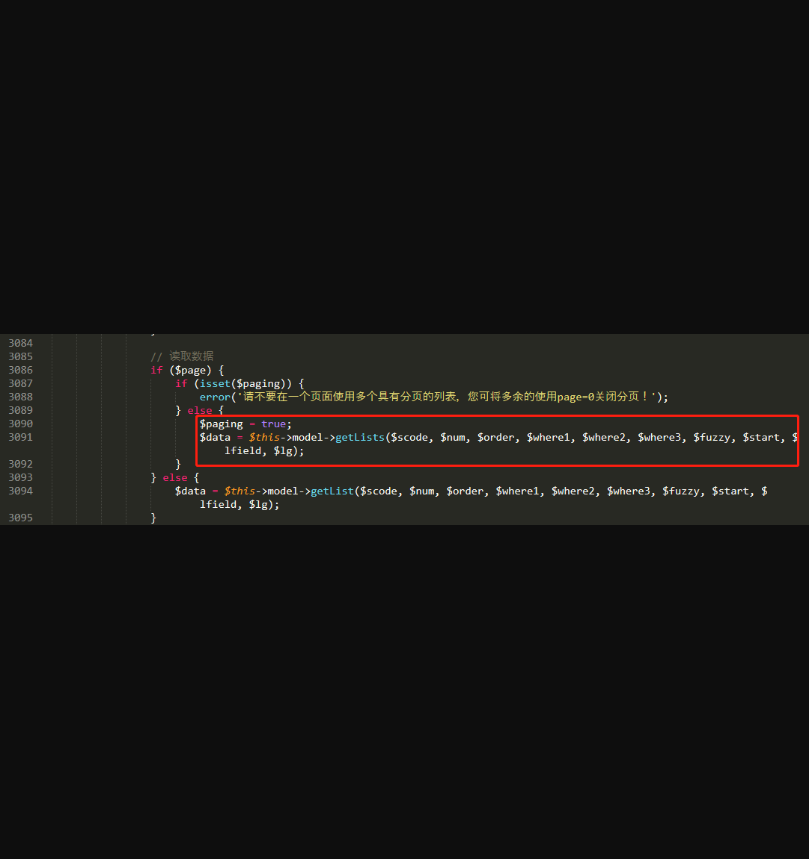 3084
3085 // 读取数据
3086 if ($page) {
3087 if (isset($paging)) {
3088 error('请不要在一个页面使用多个具有分页的列表，您可将多余的使用page=0关闭分页！');
3089 } else {
3090 $paging = true;
3091 $data = $this->model->getLists($scode, $num, $order, $where1, $where2, $where3, $fuzzy, $start, $
lfield, $lg);
3092 }
3093 } else {
3094 $data = $this->model->getList($scode, $num, $order, $where1, $where2, $where3, $fuzzy, $start, $
lfield, $lg);
3095 }